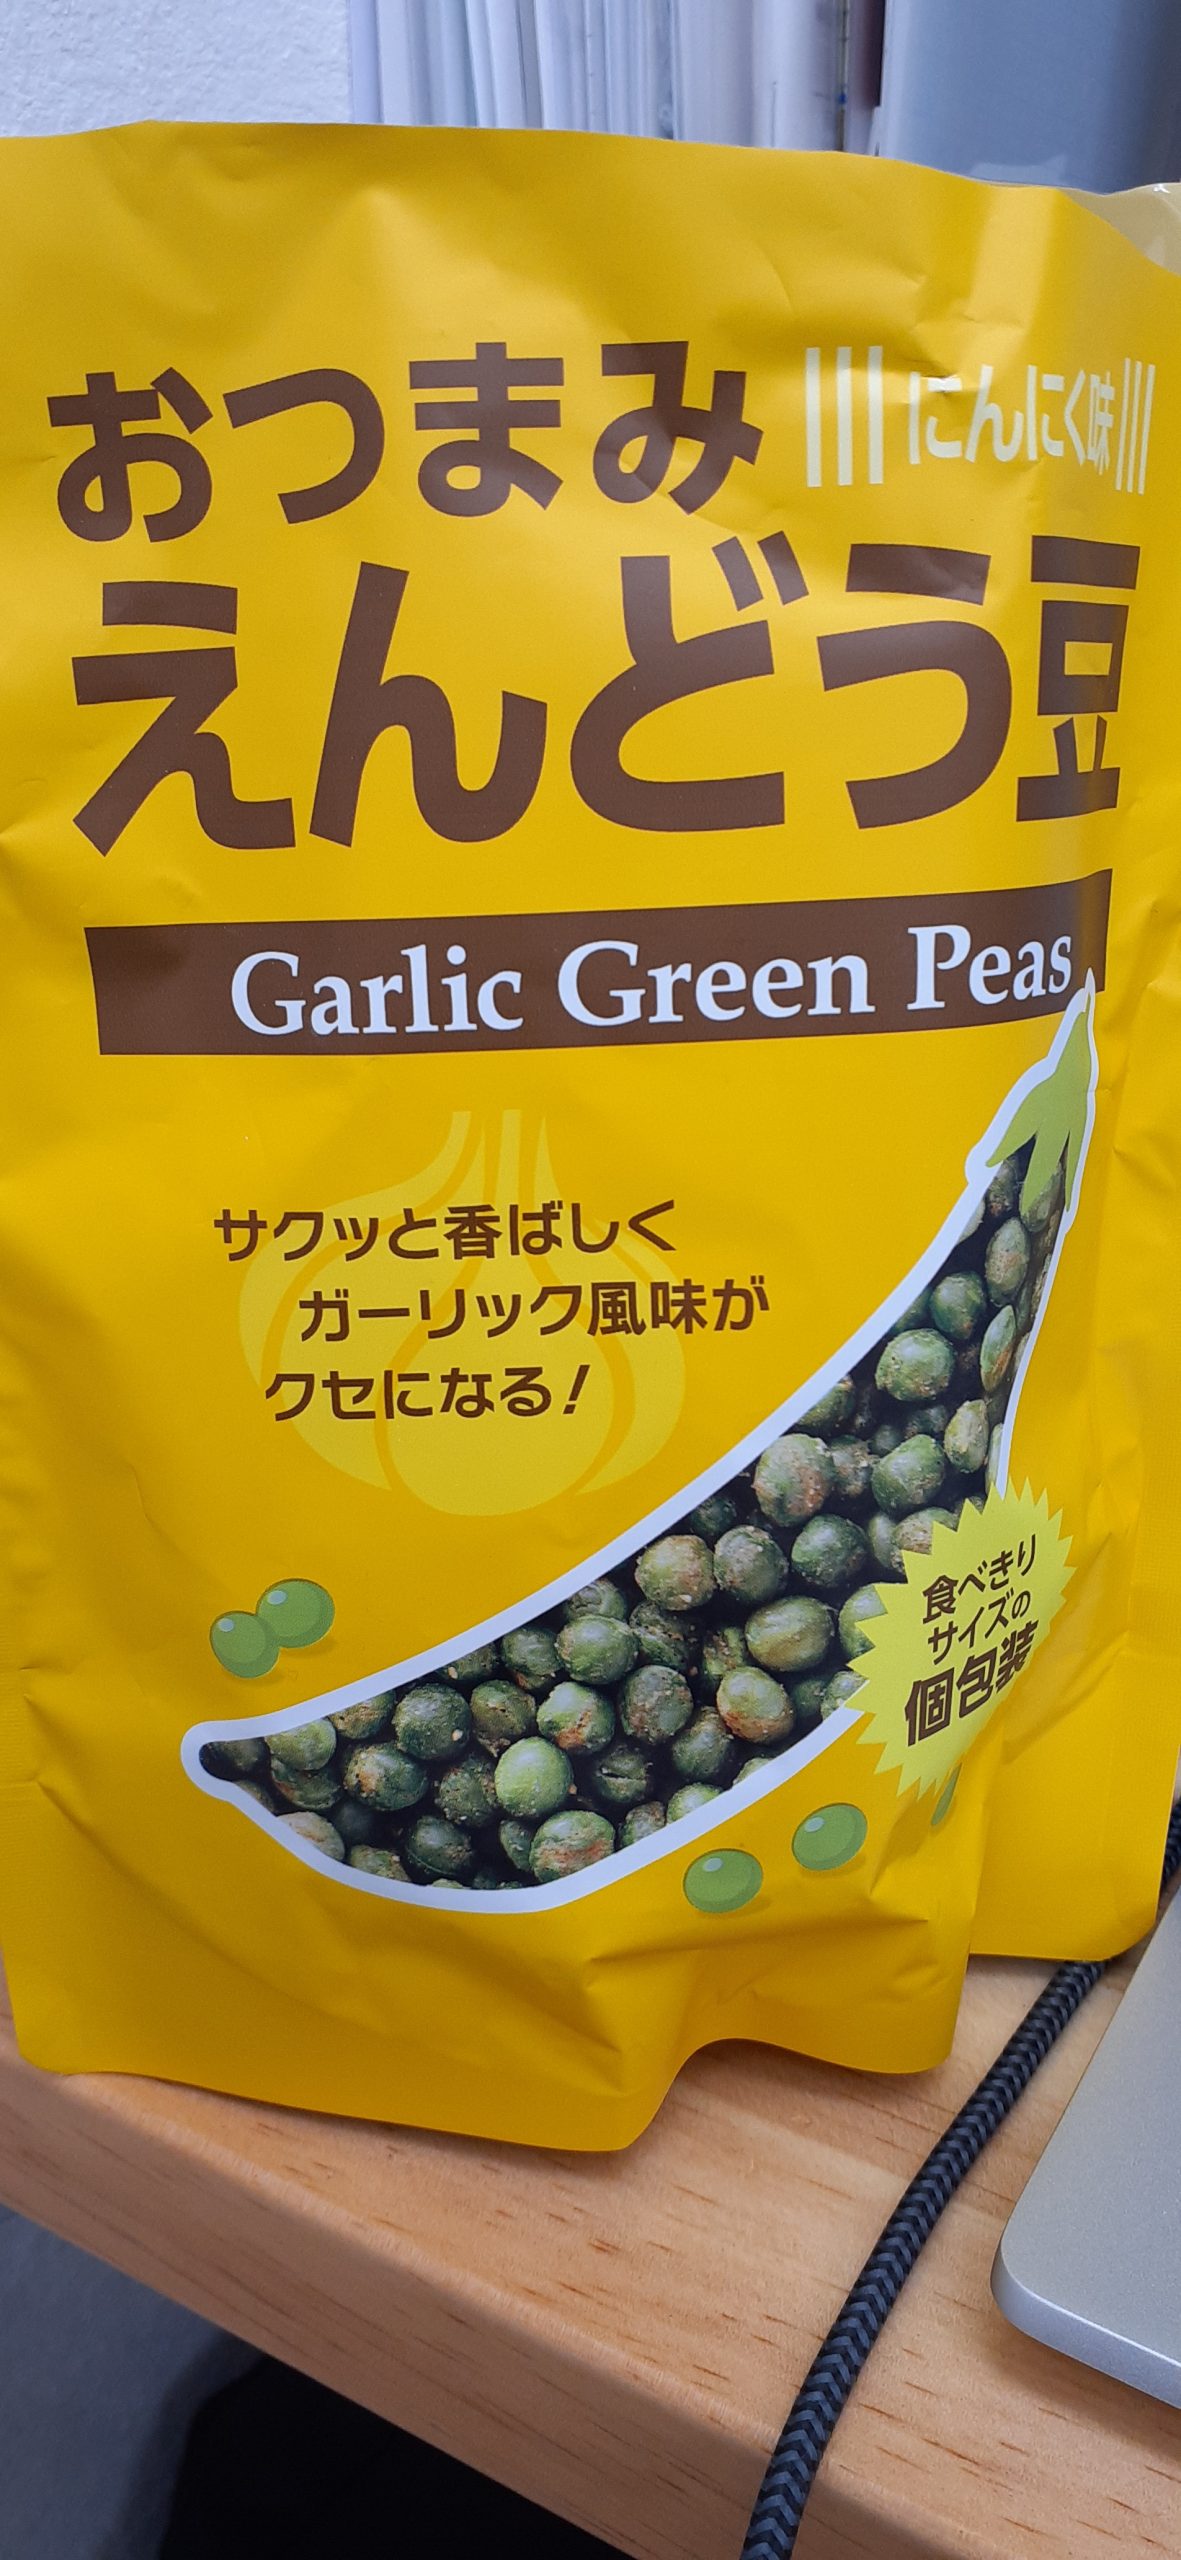 おつまみ
にんにく味
えんどう豆
Garlic Green Peas
サクッと香ばしく
ガーリック風味が
クセになる!
食べきり
サイズの
個包装